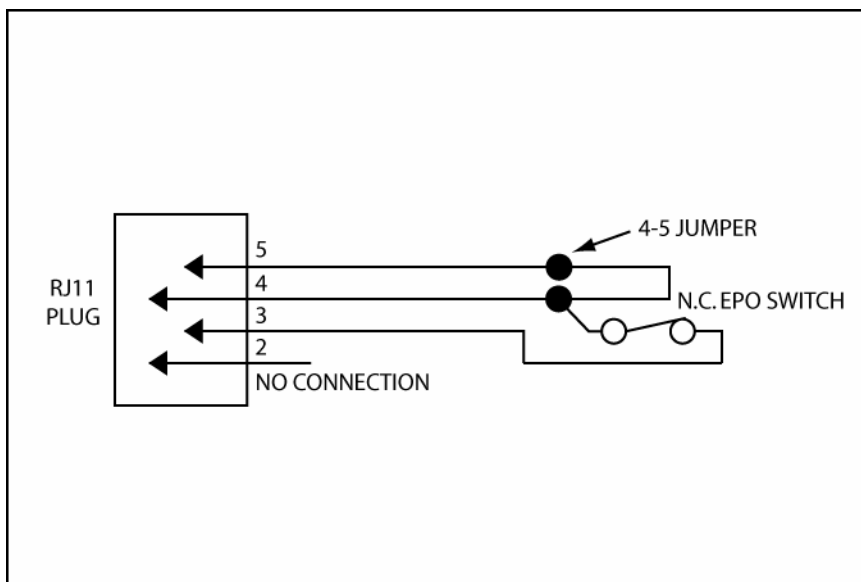 4-5 JUMPER
5
4
3
2
RJ11
PLUG
N.C. EPO SWITCH
NO CONNECTION